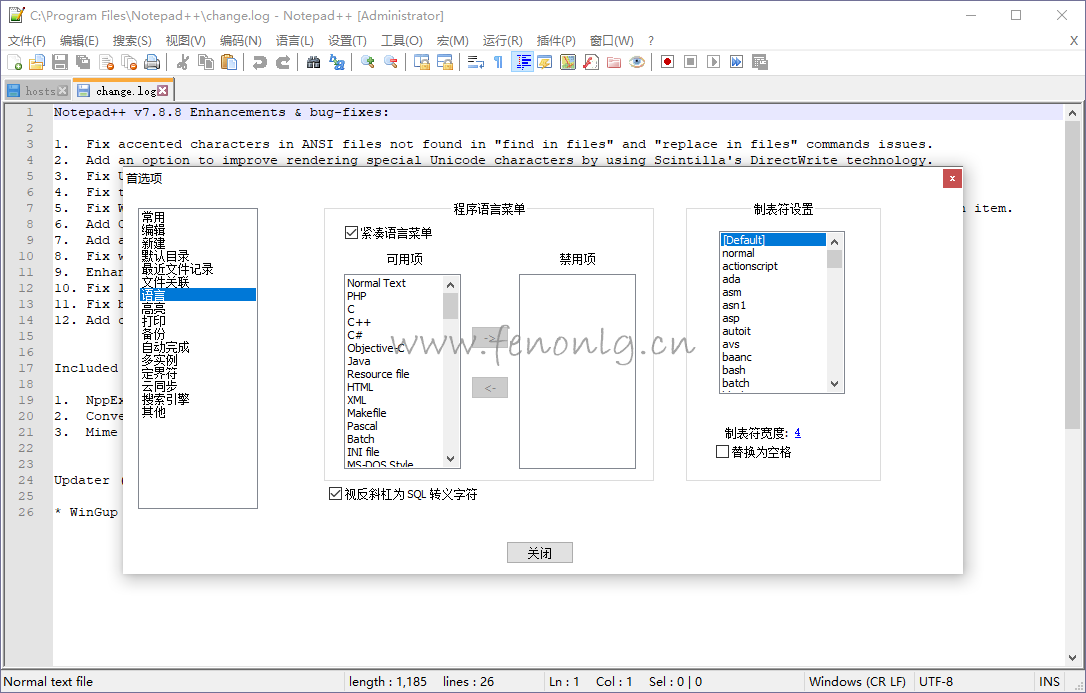 C:\Program Files\Notepad++\change.log - Notepad++ [Administrator]
文件(F) 编辑(E) 搜索(S) 视图(V) 编码(N) 语言(L) 设置(T) 工具(O) 宏(M) 运行(R) 插件(P) 窗口(W) ? X
hosts change.log
1 Notepad++ v7.8.8 Enhancements & bug-fixes:
2
3 1. Fix accented characters in ANSI files not found in "find in files" and "replace in files" commands issues.
4 2. Add an option to improve rendering special Unicode characters by using Scintilla's DirectWrite technology.
5 3. Fix
6 4. Fix
7 5. Fix item.
8 6. Add
9 7. Add
10 8. Fix
11 9. Enhan
12 10. Fix
13 11. Fix
14 12. Add
15
16
17 Included
18
19 1. NppEx
20 2. Conve
21 3. Mime
22
23
24 Updater
25
26 * WinGup
首选项
常用
编辑
新建
默认目录
最近文件记录
文件关联
语言
高亮
打印
备份
自动完成
多实例
定界符
云同步
搜索引擎
其他
程序语言菜单
紧凑语言菜单
可用项
Normal Text
PHP
C
C++
C#
Objective-C
Java
Resource file
HTML
XML
Makefile
Pascal
Batch
INI file
MS-DOS Style
->
<-
禁用项
视反斜杠为 SQL 转义字符
制表符设置
[Default]
normal
actionscript
ada
asm
asn1
asp
autoit
avs
baanc
bash
batch
制表符宽度: 4
替换为空格
关闭
www.fenonlg.cn
Normal text file length : 1,185 lines : 26 Ln : 1 Col : 1 Sel : 0 | 0 Windows (CR LF) UTF-8 INS